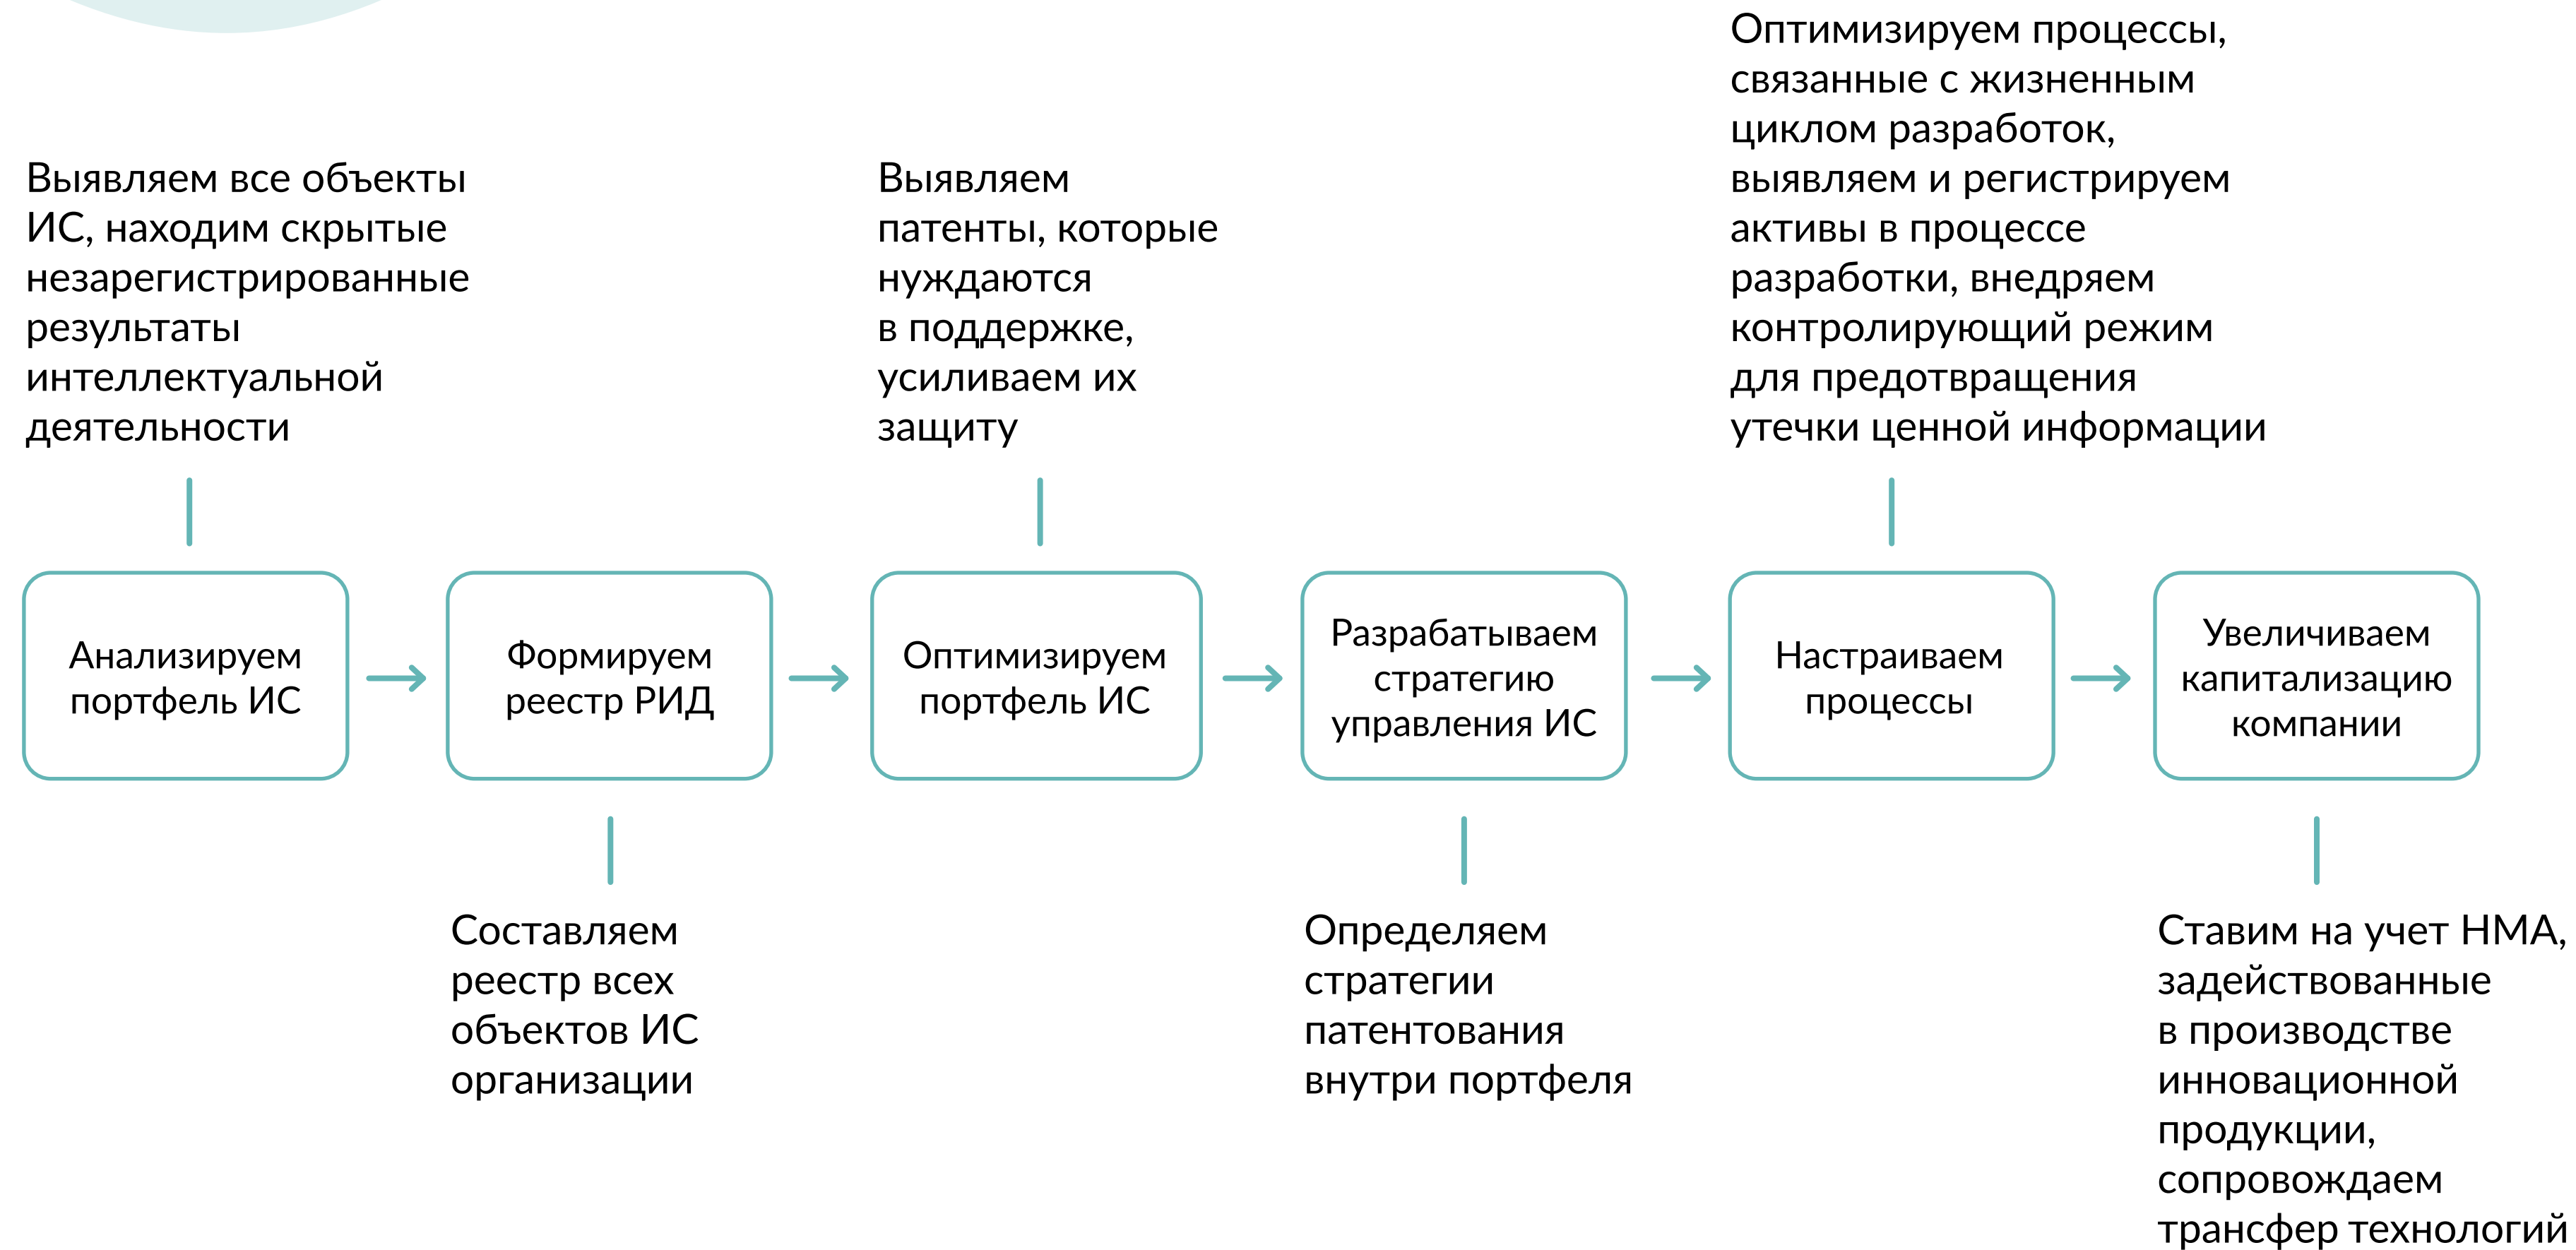 Выявляем все объекты
ИС, находим скрытые
незарегистрированные
результаты
интеллектуальной
деятельности
Выявляем
патенты, которые
нуждаются
в поддержке,
усиливаем их
защиту
Оптимизируем процессы,
связанные с жизненным
циклом разработок,
выявляем и регистрируем
активы в процессе
разработки, внедряем
контролирующий режим
для предотвращения
утечки ценной информации
Анализируем
портфель ИС
Формируем
реестр РИД
Оптимизируем
портфель ИС
Разрабатываем
стратегию
управления ИС
Настраиваем
процессы
Увеличиваем
капитализацию
компании
Составляем
реестр всех
объектов ИС
организации
Определяем
стратегии
патентования
внутри портфеля
Ставим на учет НМА,
задействованные
в производстве
инновационной
продукции,
сопровождаем
трансфер технологий